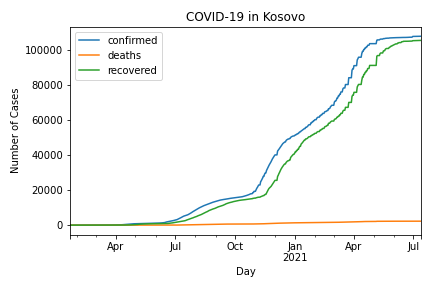 COVID-19 in Kosovo
confirmed
deaths
recovered
Number of Cases
100000
80000
60000
40000
20000
0
Apr
Jul
Oct
Jan
2021
Apr
Jul
Day